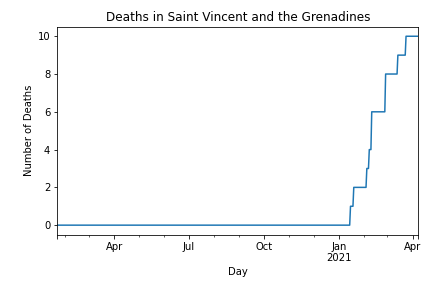 Deaths in Saint Vincent and the Grenadines
10
8
6
4
2
0
Number of Deaths
Apr
Jul
Oct
Jan
2021
Apr
Day